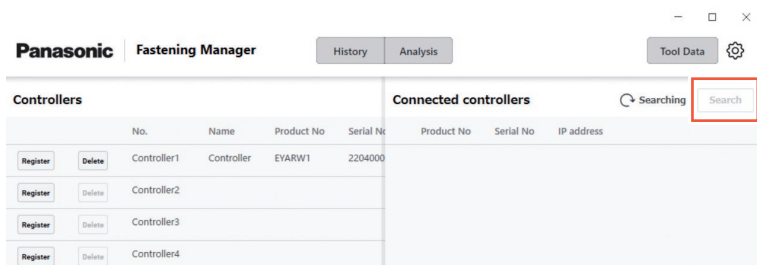 Panasonic Fastening Manager History Analysis Tool Data
Controllers
No. Name Product No Serial No
Register Delete Controller1 Controller EYARW1 2204000
Register Delete Controller2
Register Delete Controller3
Register Delete Controller4
Connected controllers Searching Search
Product No Serial No IP address